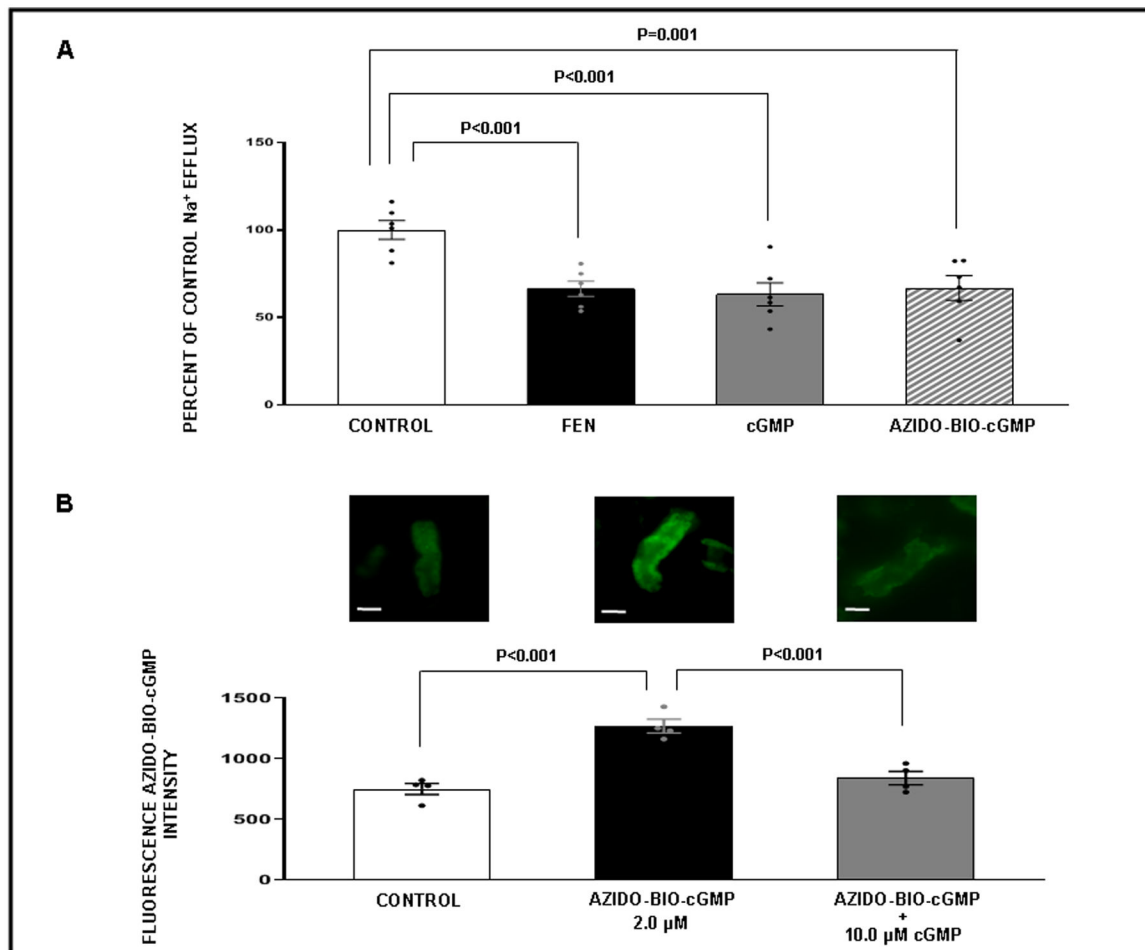 A
P=0.001
P<0.001
P<0.001
PERCENT OF CONTROL Na⁺ EFFLUX
150
100
50
0
CONTROL FEN cGMP AZIDO-BIO-cGMP
B
P<0.001 P<0.001
FLUORESCENCE AZIDO-BIO-cGMP
INTENSITY
1500
1000
500
0
CONTROL AZIDO-BIO-cGMP AZIDO-BIO-cGMP
2.0 µM +
10.0 µM cGMP